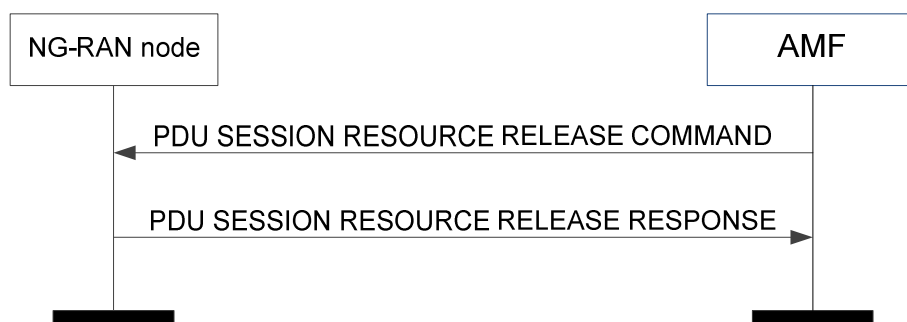 NG-RAN node
AMF
PDU SESSION RESOURCE RELEASE COMMAND
PDU SESSION RESOURCE RELEASE RESPONSE